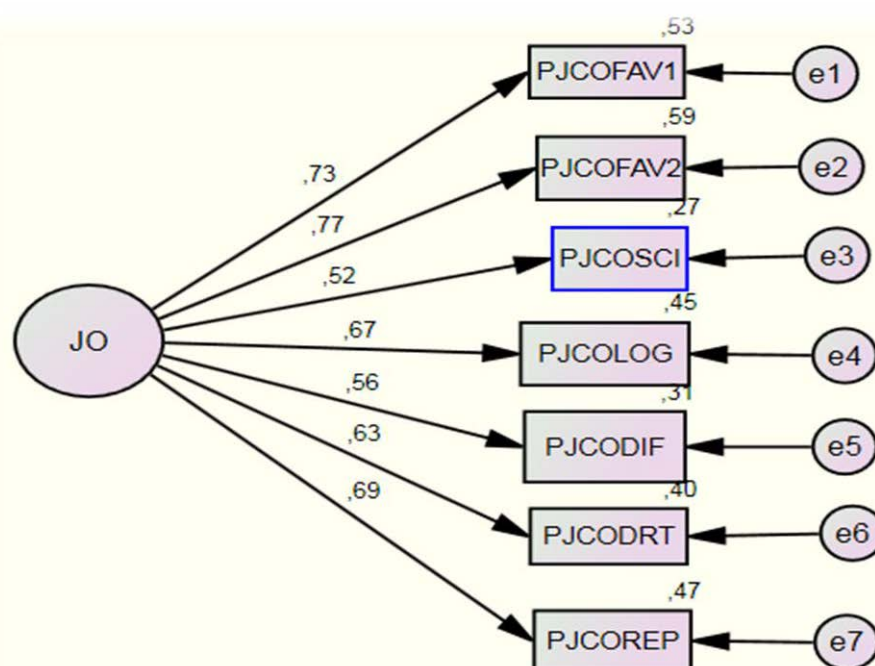 ,53
PJCOFAV1
e1
,59
,73
PJCOFAV2
e2
,77
,27
PJCOSCI
e3
,52
,45
JO
,67
PJCOLOG
e4
,31
,56
PJCODIF
e5
,63
,40
,69
PJCODRT
e6
,47
PJCOREP
e7